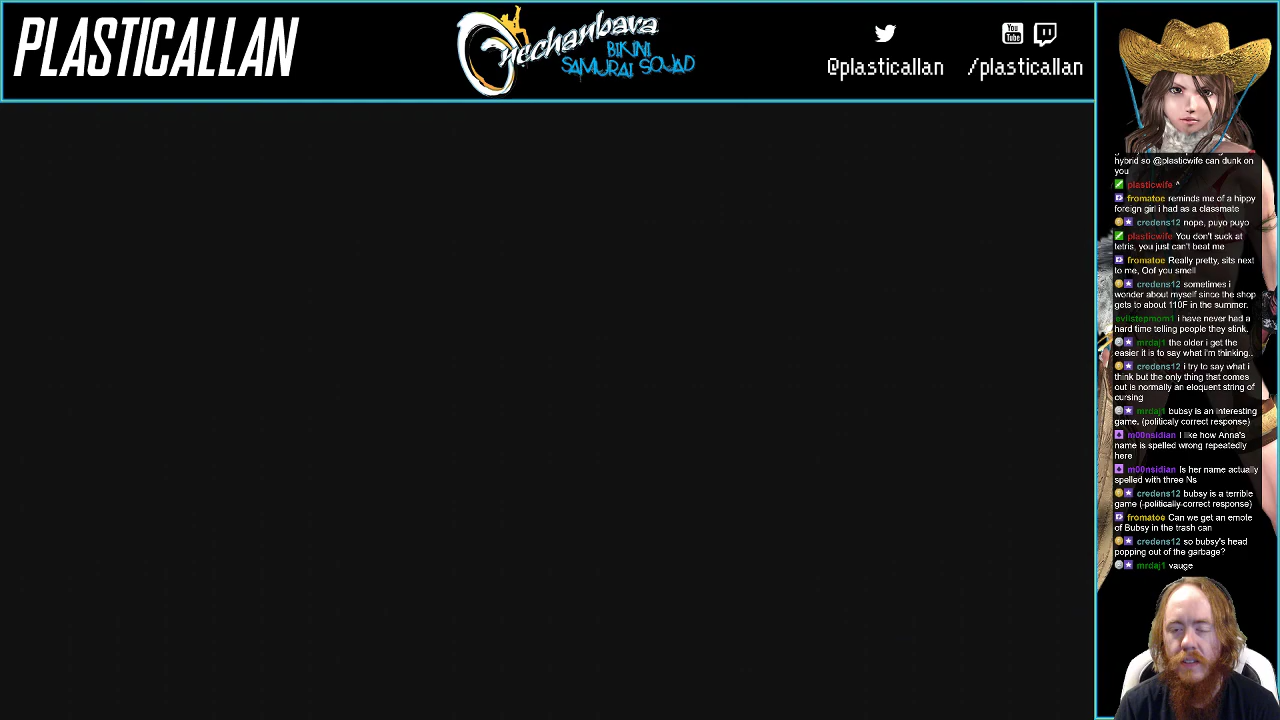 PLASTICALLAN
Onechanbara
BIKINI
SAMURAI SQUAD
@plasticallan
You
Tube
/plasticallan
hybrid so @plasticwife can dunk on
you
plasticwife ^
fromatoe reminds me of a hippy
foreign girl i had as a classmate
credens12 nope, puyo puyo
plasticwife You don't suck at
tetris, you just can't beat me
fromatoe Really pretty, sits next
to me, Oof you smell
credens12 sometimes i
wonder about myself since the shop
gets to about 110F in the summer.
evilstepmom1 i have never had a
hard time telling people they stink.
mrdaj1 the older i get the
easier it is to say what i'm thinking..
credens12 i try to say what i
think but the only thing that comes
out is normally an eloquent string of
cursing
mrdaj1 bubsy is an interesting
game, (politicaly correct response)
m00nsidian I like how Anna's
name is spelled wrong repeatedly
here
m00nsidian Is her name actually
spelled with three Ns
credens12 bubsy is a terrible
game (-politically correct response)
fromatoe Can we get an emote
of Bubsy in the trash can
credens12 so bubsy's head
popping out of the garbage?
mrdaj1 vauge